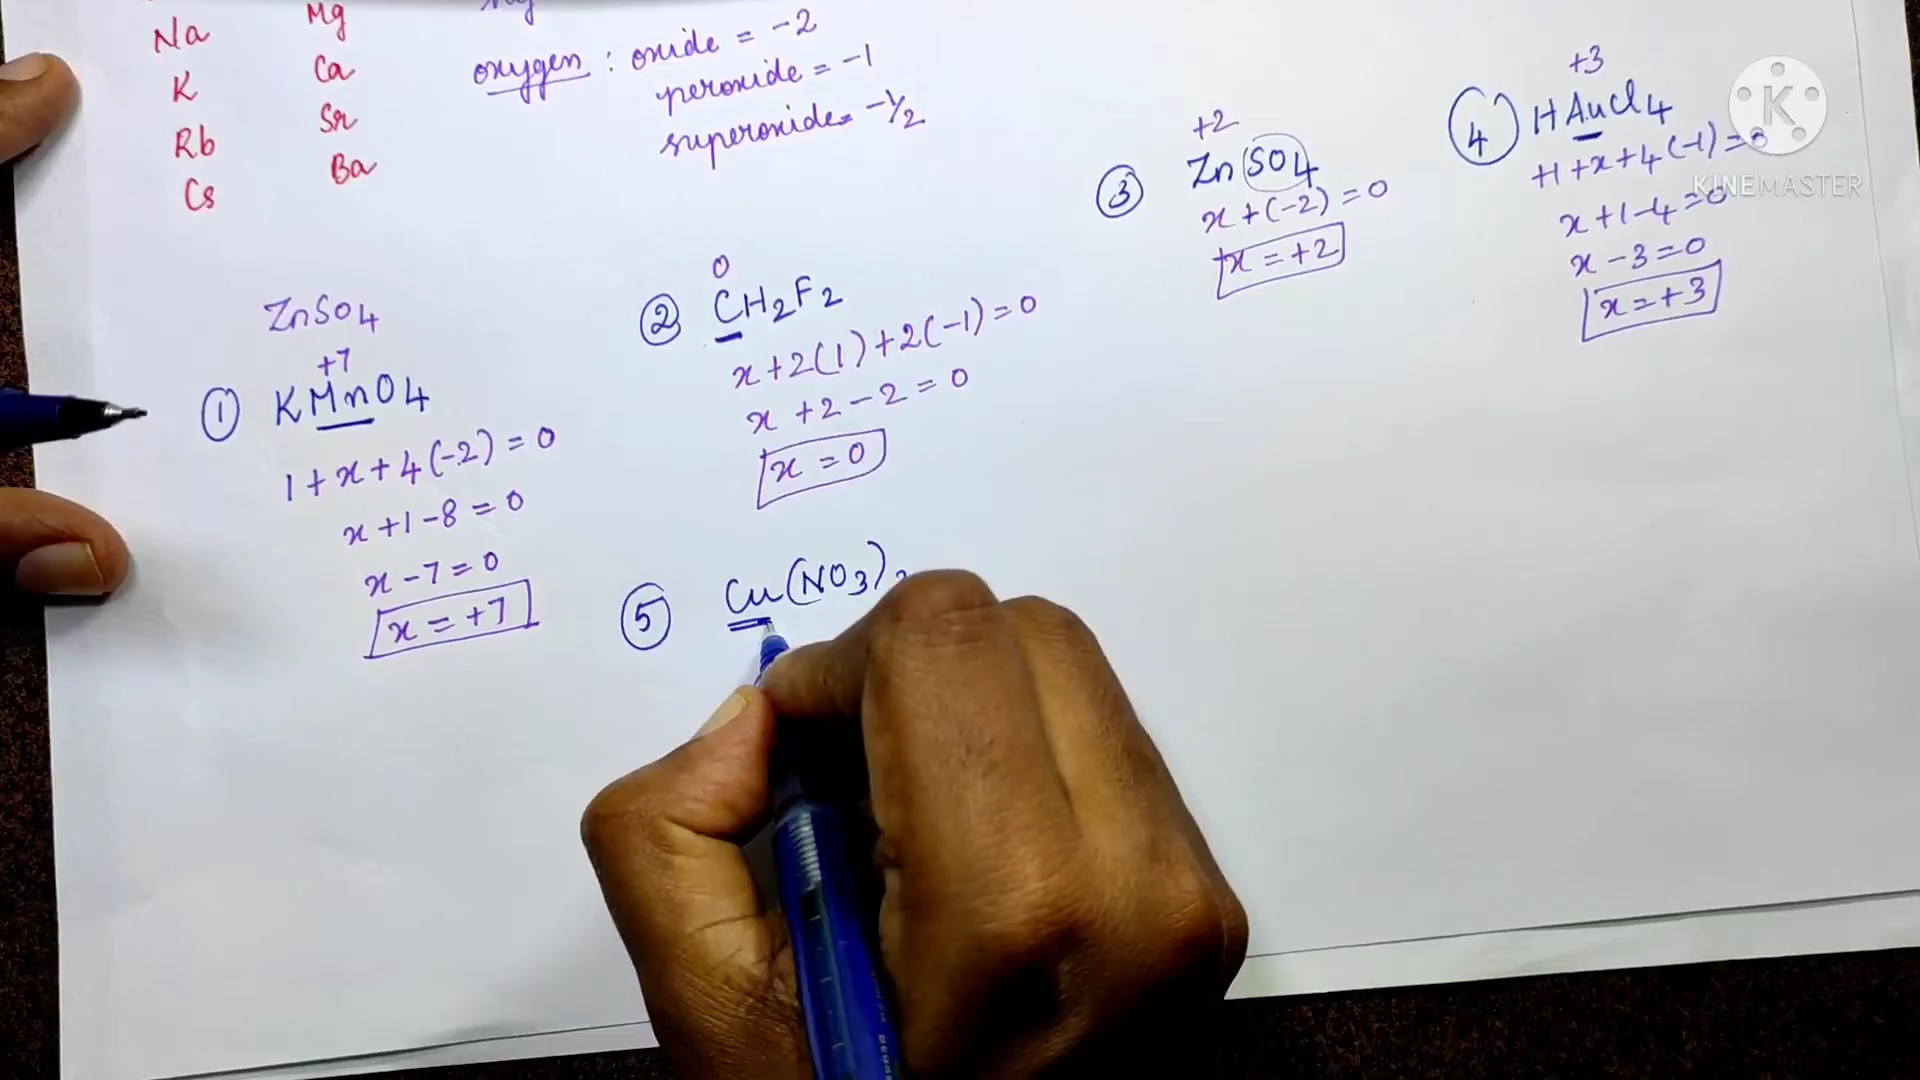 Na
Mg
K
Ca
Rb
Sr
Cs
Ba
oxygen : oxide = -2
peroxide = -1
superoxide = -1/2
ZnSO4
+7
① KMnO4
1 + x + 4(-2) = 0
x + 1 - 8 = 0
x - 7 = 0
x = +7
0
② CH2F2
x + 2(1) + 2(-1) = 0
x + 2 - 2 = 0
x = 0
+2
③ Zn(SO4
x + (-2) = 0
x = +2
+3
④ HAuCl4
+1 + x + 4(-1) = 0
x + 1 - 4 = 0
x - 3 = 0
x = +3
⑤ Cu(NO3)
K
KINEMASTER